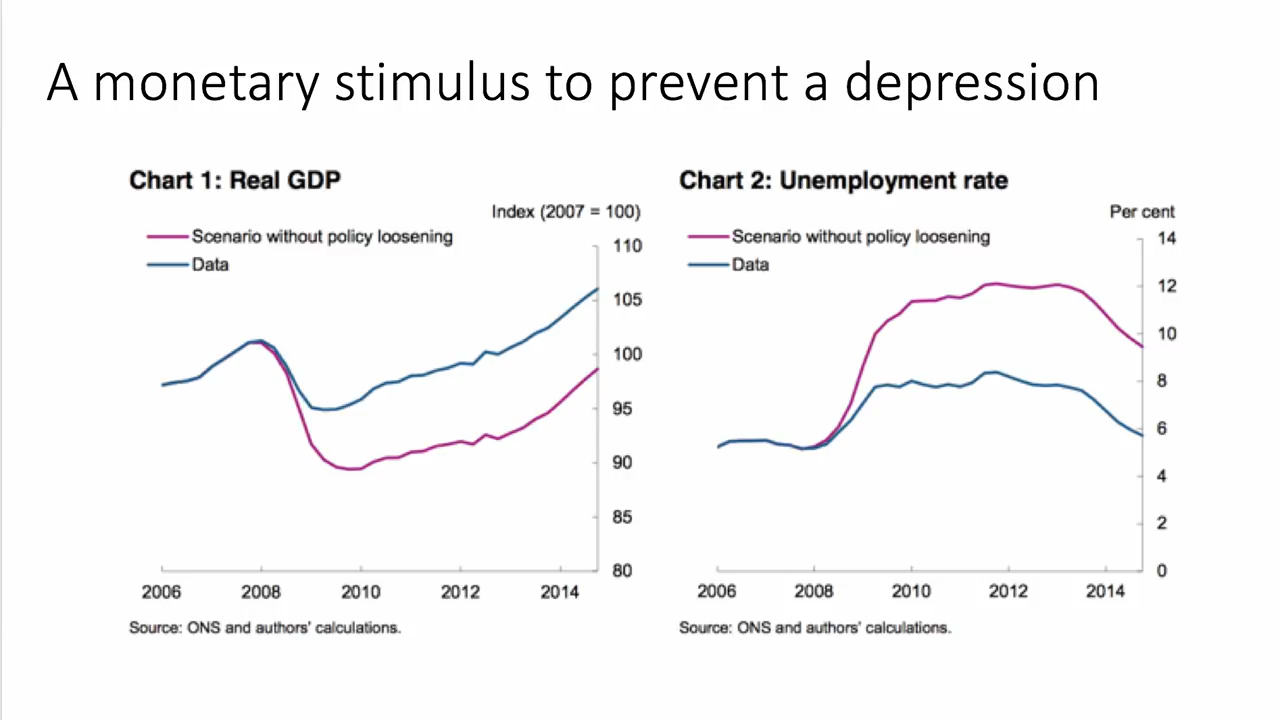 A monetary stimulus to prevent a depression
Chart 1: Real GDP
Index (2007 = 100)
Scenario without policy loosening
Data
110
105
100
95
90
85
80
2006 2008 2010 2012 2014
Source: ONS and authors' calculations.
Chart 2: Unemployment rate
Per cent
Scenario without policy loosening
Data
14
12
10
8
6
4
2
0
2006 2008 2010 2012 2014
Source: ONS and authors' calculations.